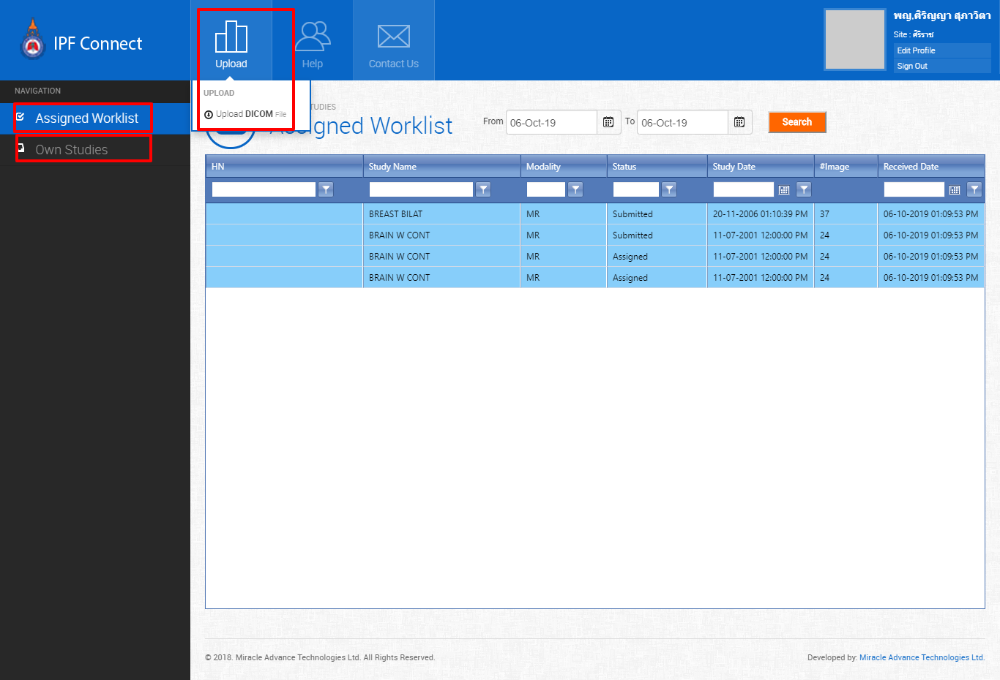 IPF Connect
Upload
Help
Contact Us
พญ.ศิริญญา สุภาวิตา
Site : ศิริราช
Edit Profile
Sign Out
NAVIGATION
Assigned Worklist
Own Studies
UPLOAD
Upload DICOM File
STUDIES
Assigned Worklist
From 06-Oct-19 To 06-Oct-19 Search
HN Study Name Modality Status Study Date #Image Received Date
BREAST BILAT MR Submitted 20-11-2006 01:10:39 PM 37 06-10-2019 01:09:53 PM
BRAIN W CONT MR Submitted 11-07-2001 12:00:00 PM 24 06-10-2019 01:09:53 PM
BRAIN W CONT MR Assigned 11-07-2001 12:00:00 PM 24 06-10-2019 01:09:53 PM
BRAIN W CONT MR Assigned 11-07-2001 12:00:00 PM 24 06-10-2019 01:09:53 PM
© 2018. Miracle Advance Technologies Ltd. All Rights Reserved.
Developed by: Miracle Advance Technologies Ltd.